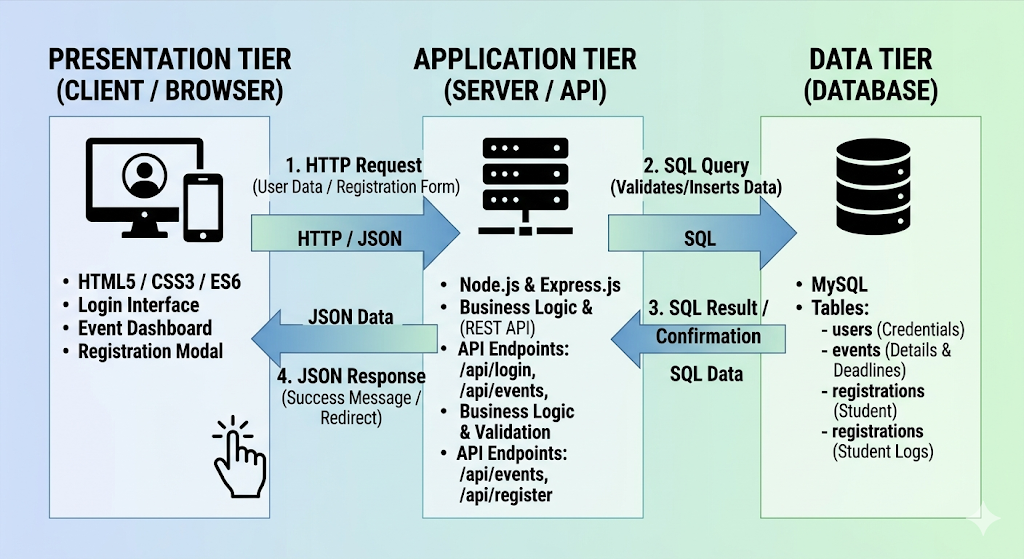 PRESENTATION TIER
(CLIENT / BROWSER)
APPLICATION TIER
(SERVER / API)
DATA TIER
(DATABASE)
1. HTTP Request
(User Data / Registration Form)
HTTP / JSON
2. SQL Query
(Validates/Inserts Data)
SQL
• HTML5 / CSS3 / ES6
• Login Interface
• Event Dashboard
• Registration Modal
JSON Data
4. JSON Response
(Success Message /
Redirect)
• Node.js & Express.js
• Business Logic &
(REST API)
• API Endpoints:
/api/login,
/api/events,
• Business Logic
& Validation
• API Endpoints:
/api/events,
/api/register
3. SQL Result /
Confirmation
SQL Data
• MySQL
• Tables:
- users (Credentials)
- events (Details &
Deadlines)
- registrations
(Student)
- registrations
(Student Logs)